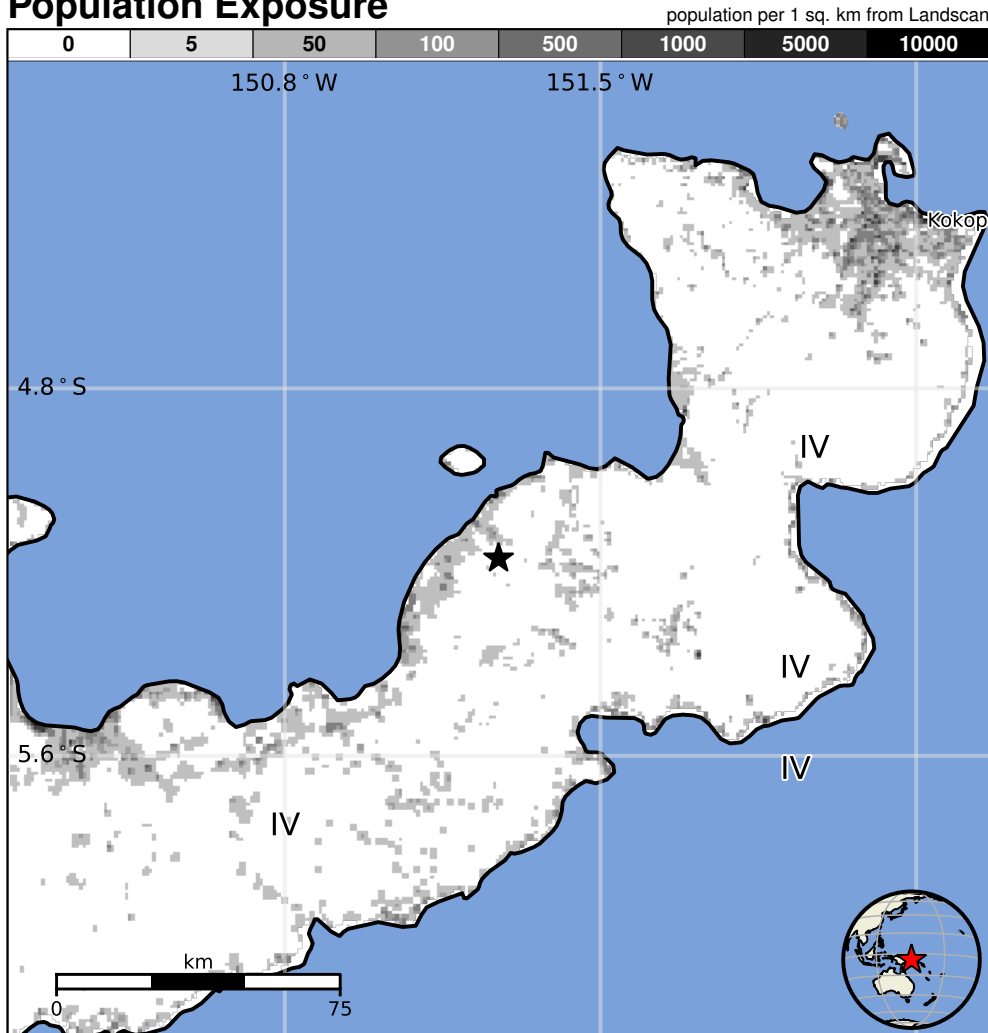 Population Exposure
population per 1 sq. km from Landscan
0 5 50 100 500 1000 5000 10000
150.8°W 151.5°W
Kokop
4.8°S
IV
IV
5.6°S
IV
IV
km
0 75